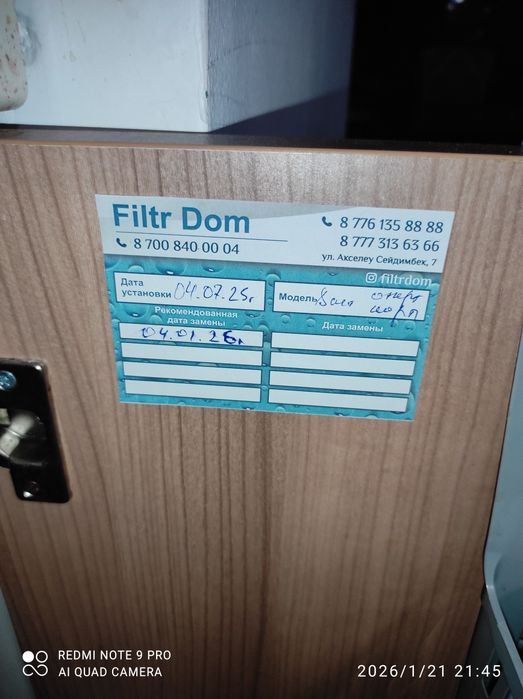 Filtr Dom
8 700 840 00 04
8 776 135 88 88
8 777 313 63 66
ул. Акселеу Сейдимбек, 7
filtrdom
Дата установки 04.07.25г
Модель
Рекомендованная дата замены
04.01.26г
Дата замены
REDMI NOTE 9 PRO
AI QUAD CAMERA
2026/1/21 21:45